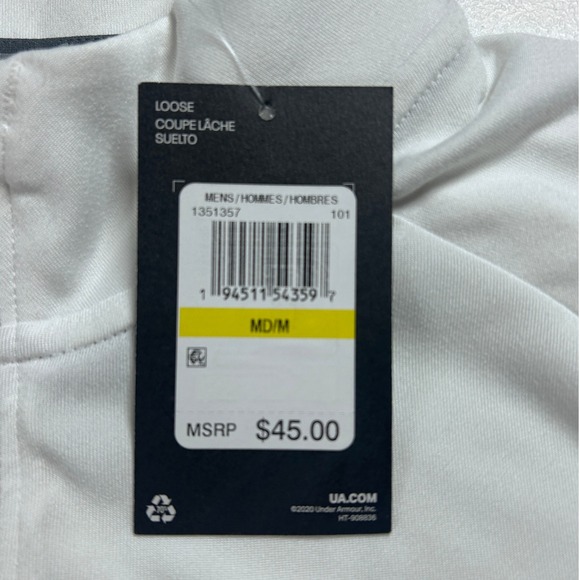 LOOSE
COUPE LÂCHE
SUELTO
MENS/HOMMES/HOMBRES
1351357 101
1 94511 54359 7
MD/M
MSRP $45.00
70%
UA.COM
©2020 Under Armour, Inc.
HT-908836